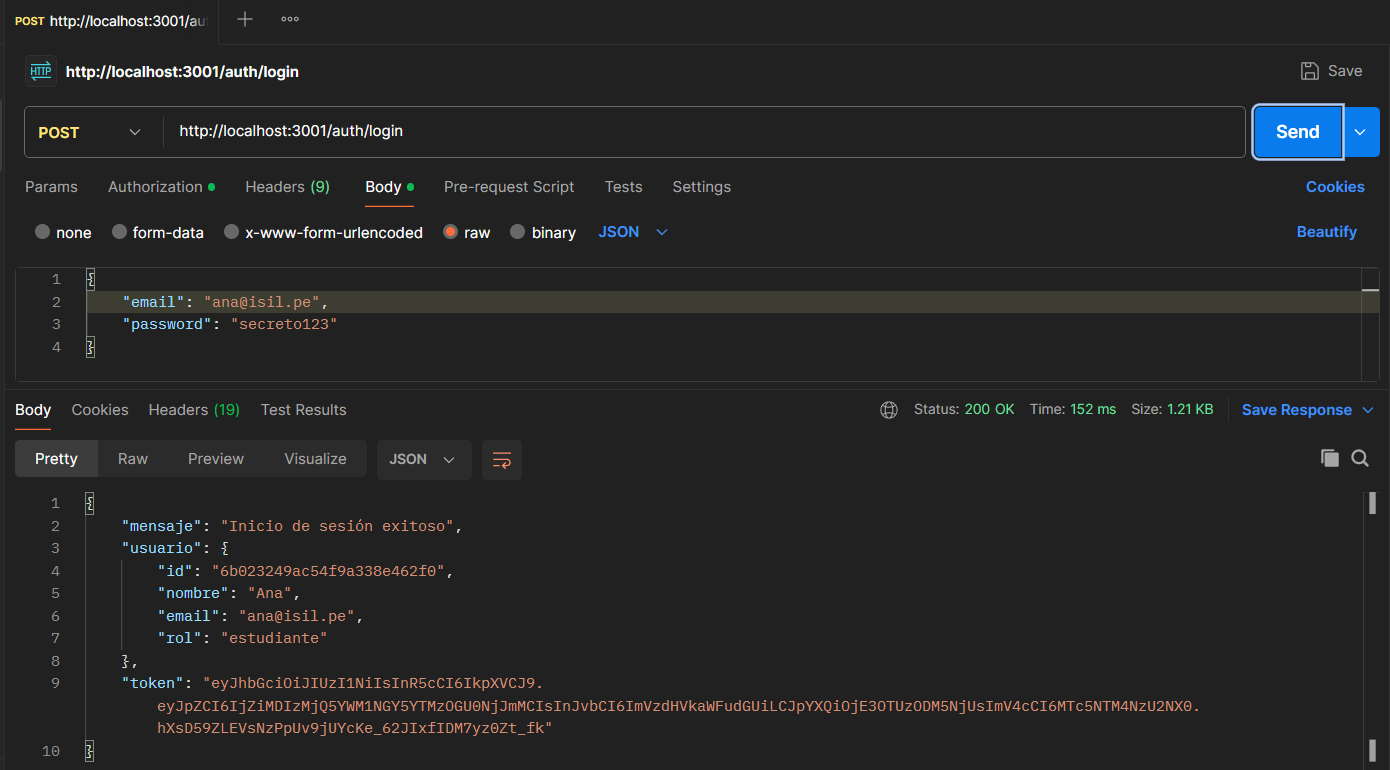 POST http://localhost:3001/au
http://localhost:3001/auth/login
Save
POST http://localhost:3001/auth/login Send
Params Authorization Headers (9) Body Pre-request Script Tests Settings Cookies
none form-data x-www-form-urlencoded raw binary JSON Beautify
1 {
2 "email": "ana@isil.pe",
3 "password": "secreto123"
4 }
Body Cookies Headers (19) Test Results Status: 200 OK Time: 152 ms Size: 1.21 KB Save Response
Pretty Raw Preview Visualize JSON
1 {
2 "mensaje": "Inicio de sesión exitoso",
3 "usuario": {
4 "id": "6b023249ac54f9a338e462f0",
5 "nombre": "Ana",
6 "email": "ana@isil.pe",
7 "rol": "estudiante"
8 },
9 "token": "eyJhbGciOiJIUzI1NiIsInR5cCI6IkpXVCJ9.
eyJpZCI6IjZiMDIzMjQ5YWM1NGY5YTMzOGU0NjJmMCIsInJvbCI6ImVzdHVkaWFudGUiLCJpYXQiOjE3OTUzODM5NjUsImV4cCI6MTc5NTM4NzU2NX0.
hXsD59ZLEVsNzPpUv9jUYcKe_62JIxfIDM7yz0Zt_fk"
10 }